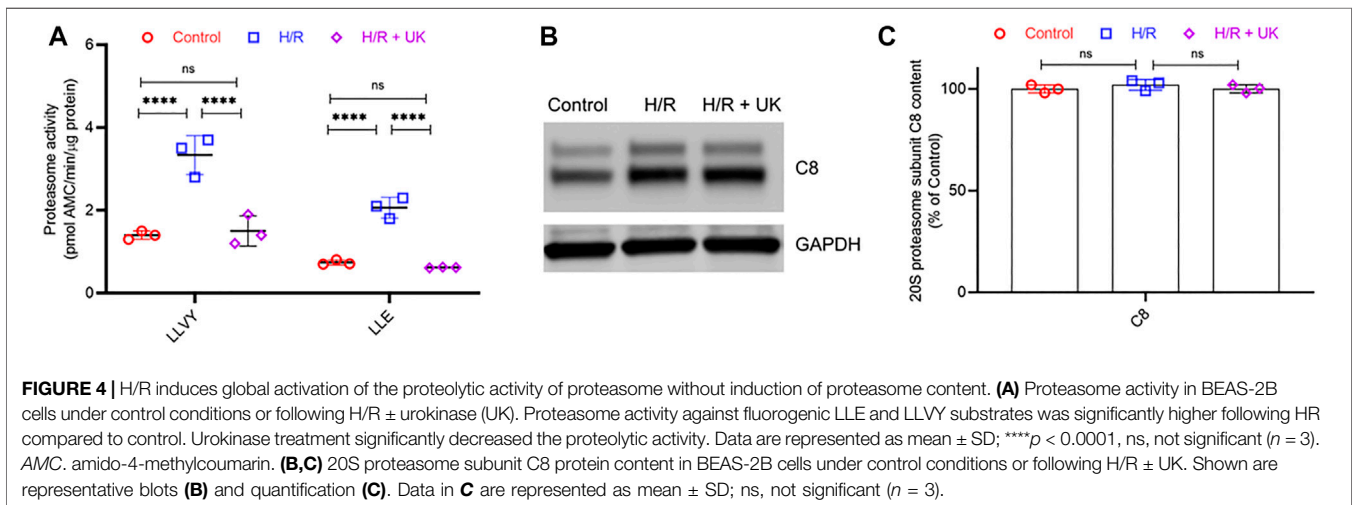 A
Control
H/R
H/R + UK
6
4
2
0
Proteasome activity
(pmol AMC/min/μg protein)
ns
****
****
ns
****
****
LLVY
LLE
B
Control H/R H/R + UK
C8
GAPDH
C
Control
H/R
H/R + UK
ns
ns
100
50
0
20S proteasome subunit C8 content
(% of Control)
C8
FIGURE 4 | H/R induces global activation of the proteolytic activity of proteasome without induction of proteasome content. (A) Proteasome activity in BEAS-2B
cells under control conditions or following H/R ± urokinase (UK). Proteasome activity against fluorogenic LLE and LLVY substrates was significantly higher following HR
compared to control. Urokinase treatment significantly decreased the proteolytic activity. Data are represented as mean ± SD; ****p < 0.0001, ns, not significant (n = 3).
AMC. amido-4-methylcoumarin. (B,C) 20S proteasome subunit C8 protein content in BEAS-2B cells under control conditions or following H/R ± UK. Shown are
representative blots (B) and quantification (C). Data in C are represented as mean ± SD; ns, not significant (n = 3).